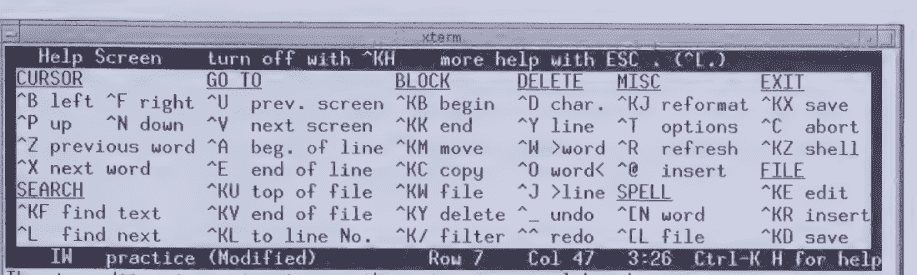 xterm
Help Screen turn off with ^KH more help with ESC . (^[.)
CURSOR GO TO BLOCK DELETE MISC EXIT
^B left ^F right ^U prev. screen ^KB begin ^D char. ^KJ reformat ^KX save
^P up ^N down ^V next screen ^KK end ^Y line ^T options ^C abort
^Z previous word ^A beg. of line ^KM move ^W >word ^R refresh ^KZ shell
^X next word ^E end of line ^KC copy ^O word< ^@ insert FILE
SEARCH ^KU top of file ^KW file ^J >line SPELL ^KE edit
^KF find text ^KV end of file ^KY delete ^_ undo ^[N word ^KR insert
^L find next ^KL to line No. ^K/ filter ^^ redo ^[L file ^KD save
IW practice (Modified) Row 7 Col 47 3:26 Ctrl-K H for help